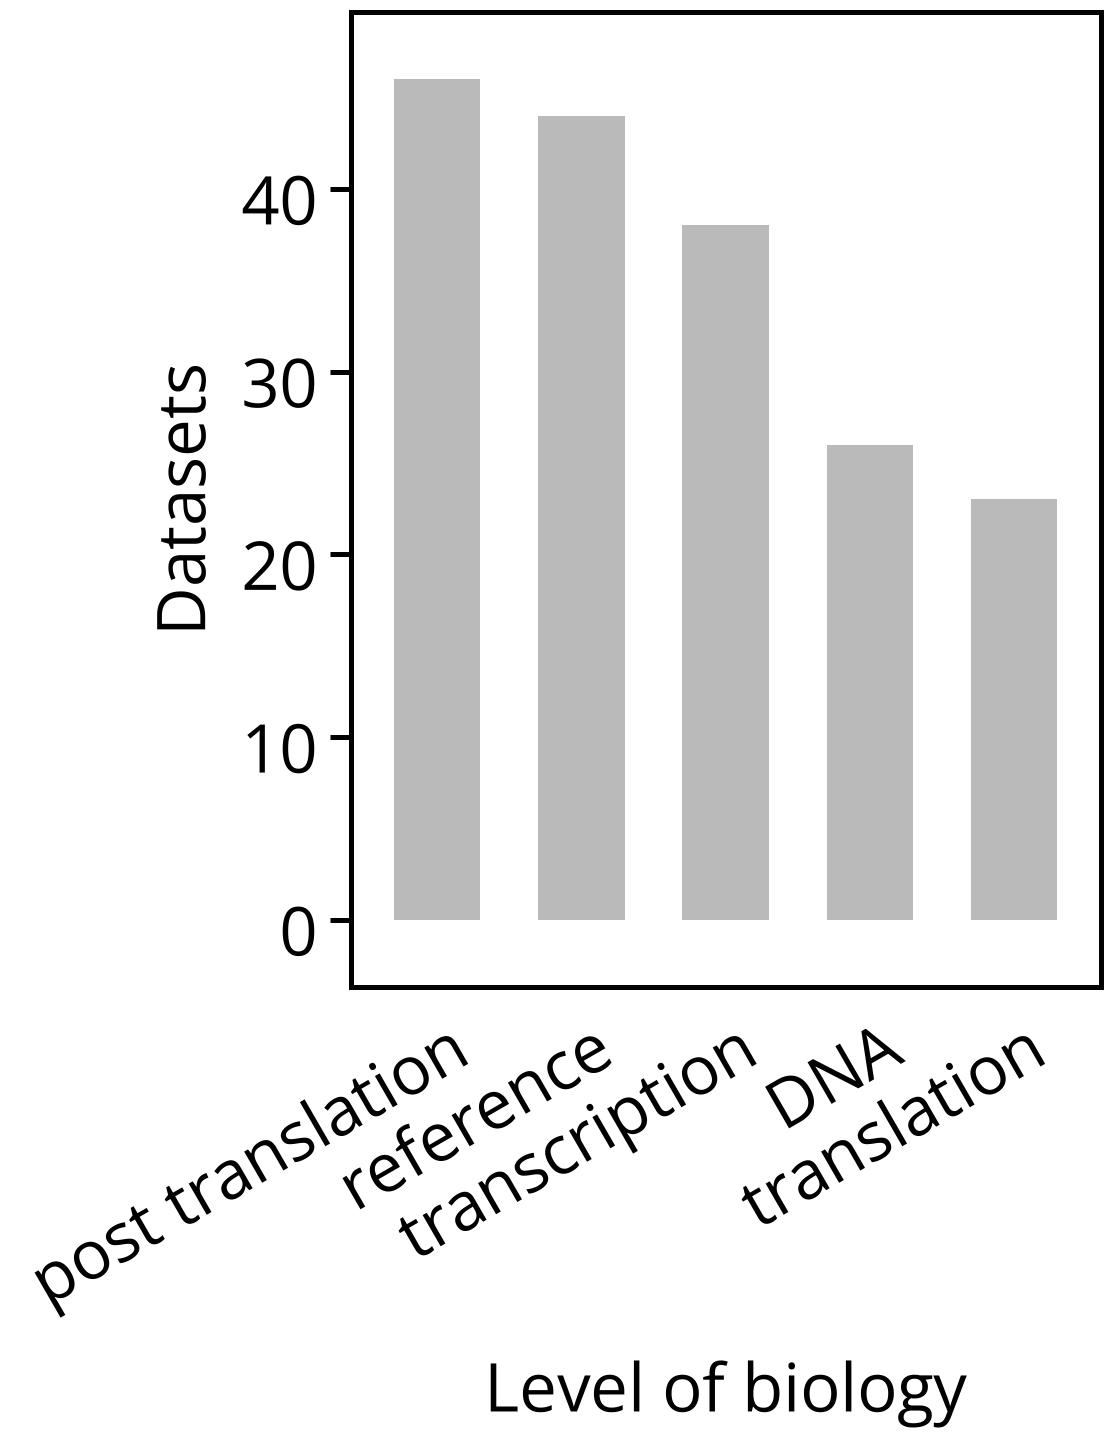 40
30
20
10
0
Datasets
post translation
reference
transcription
DNA
translation
Level of biology